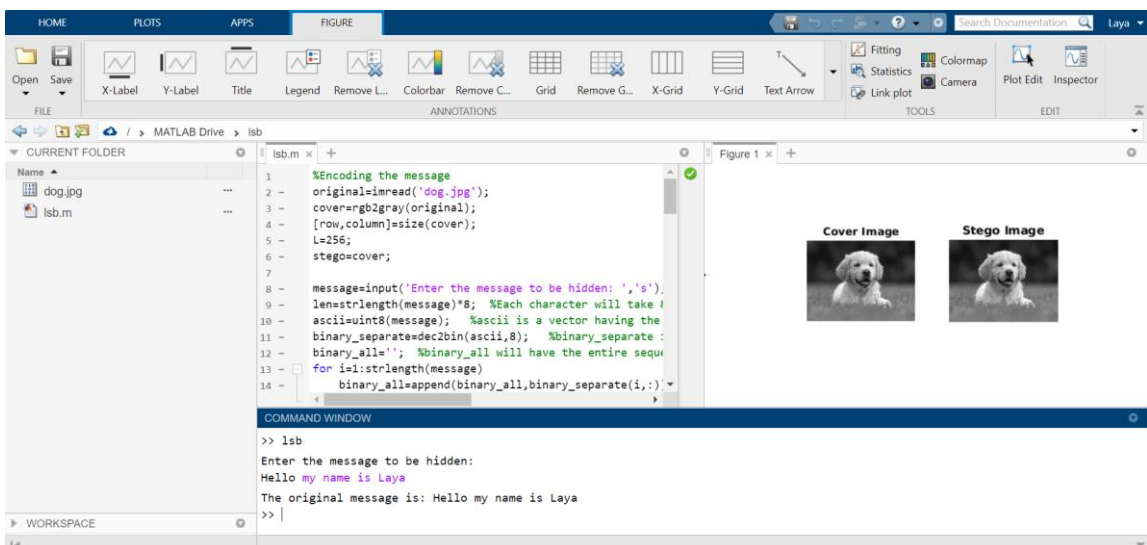 HOME PLOTS APPS FIGURE Search Documentation Laya
Open Save X-Label Y-Label Title Legend Remove L... Colorbar Remove C... Grid Remove G... X-Grid Y-Grid Text Arrow
Fitting
Statistics
Link plot
Colormap
Camera
Plot Edit Inspector
FILE ANNOTATIONS TOOLS EDIT
/ > MATLAB Drive > lsb
CURRENT FOLDER
Name
dog.jpg
lsb.m
WORKSPACE
lsb.m × +
1 %Encoding the message
2 - original=imread('dog.jpg');
3 - cover=rgb2gray(original);
4 - [row,column]=size(cover);
5 - L=256;
6 - stego=cover;
7
8 - message=input('Enter the message to be hidden: ','s')
9 - len=strlength(message)*8; %Each character will take
10 - ascii=uint8(message); %ascii is a vector having the
11 - binary_separate=dec2bin(ascii,8); %binary_separate
12 - binary_all=''; %binary_all will have the entire sequ
13 - for i=1:strlength(message)
14 - binary_all=append(binary_all,binary_separate(i,:)
Figure 1 × +
Cover Image Stego Image
COMMAND WINDOW
>> lsb
Enter the message to be hidden:
Hello my name is Laya
The original message is: Hello my name is Laya
>>